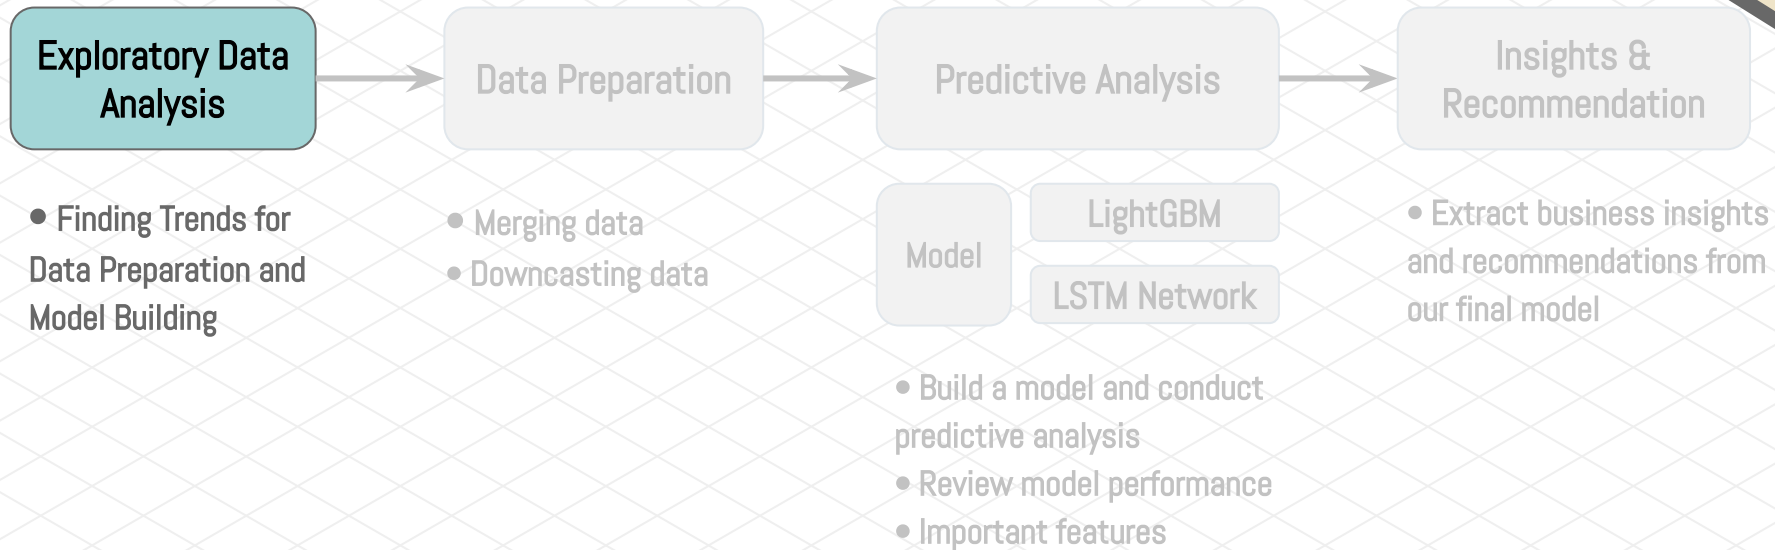 Exploratory Data
Analysis
Data Preparation
Predictive Analysis
Insights &
Recommendation
• Finding Trends for
Data Preparation and
Model Building
• Merging data
• Downcasting data
Model
LightGBM
LSTM Network
• Build a model and conduct
predictive analysis
• Review model performance
• Important features
• Extract business insights
and recommendations from
our final model